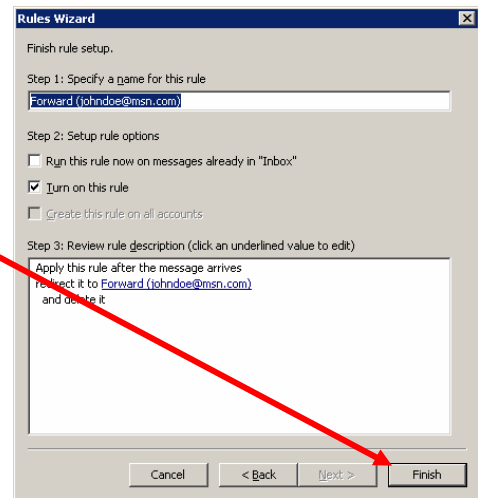 Rules Wizard
Finish rule setup.
Step 1: Specify a name for this rule
Forward (johndoe@msn.com)
Step 2: Setup rule options
Run this rule now on messages already in "Inbox"
Turn on this rule
Create this rule on all accounts
Step 3: Review rule description (click an underlined value to edit)
Apply this rule after the message arrives
redirect it to Forward (johndoe@msn.com)
and delete it
Cancel < Back Next > Finish